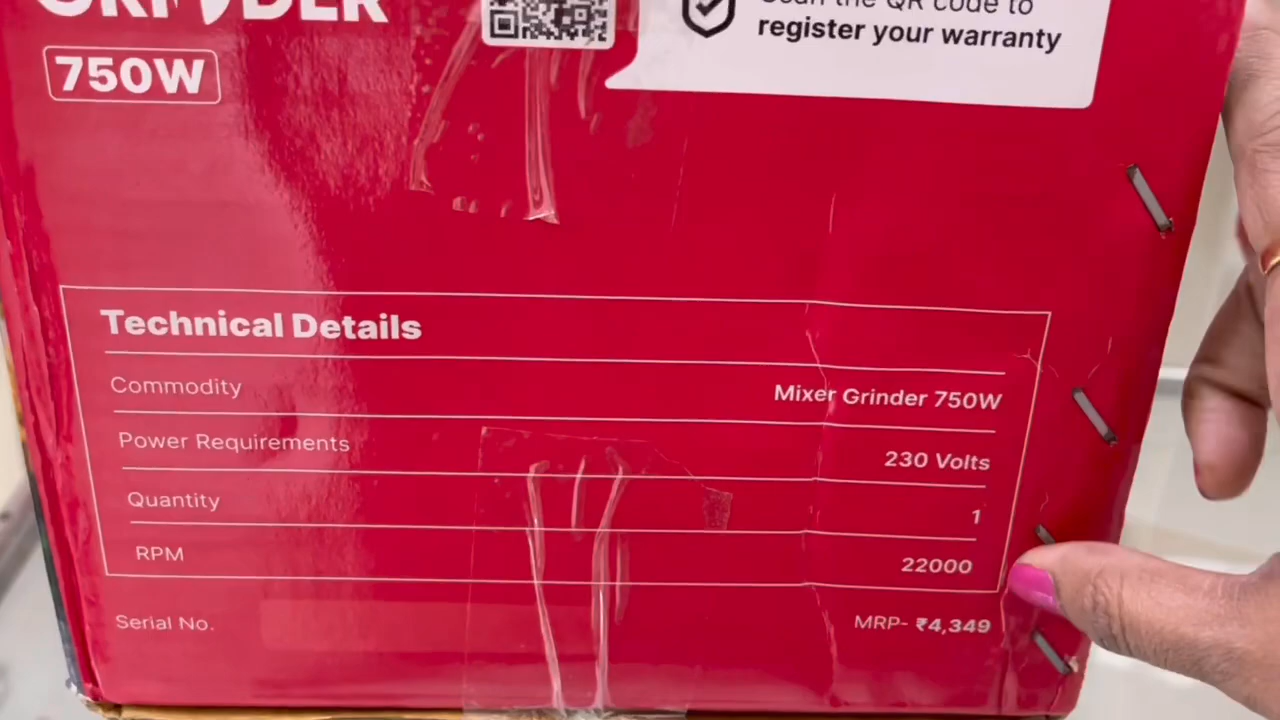 GRINDER
Scan the QR code to
register your warranty
750W
Technical Details
Commodity Mixer Grinder 750W
Power Requirements 230 Volts
Quantity 1
RPM 22000
Serial No. MRP- ₹4,349